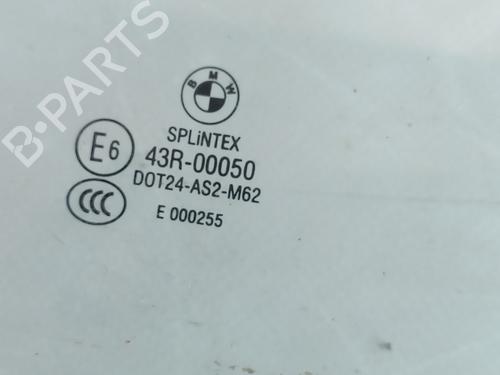 B-PARTS
BMW
SPLiNTEX
E6 43R-00050
DOT24-AS2-M62
CCC
E 000255